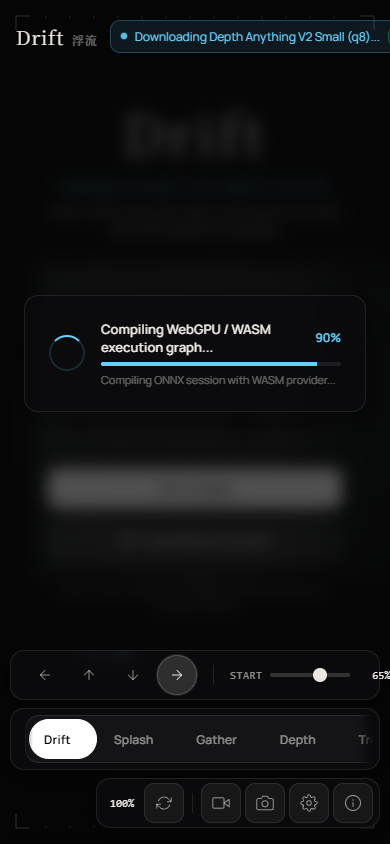 Drift 浮流
Downloading Depth Anything V2 Small (q8)...
Drift
Compiling WebGPU / WASM
execution graph...
90%
Compiling ONNX session with WASM provider...
START
65%
Drift
Splash
Gather
Depth
100%